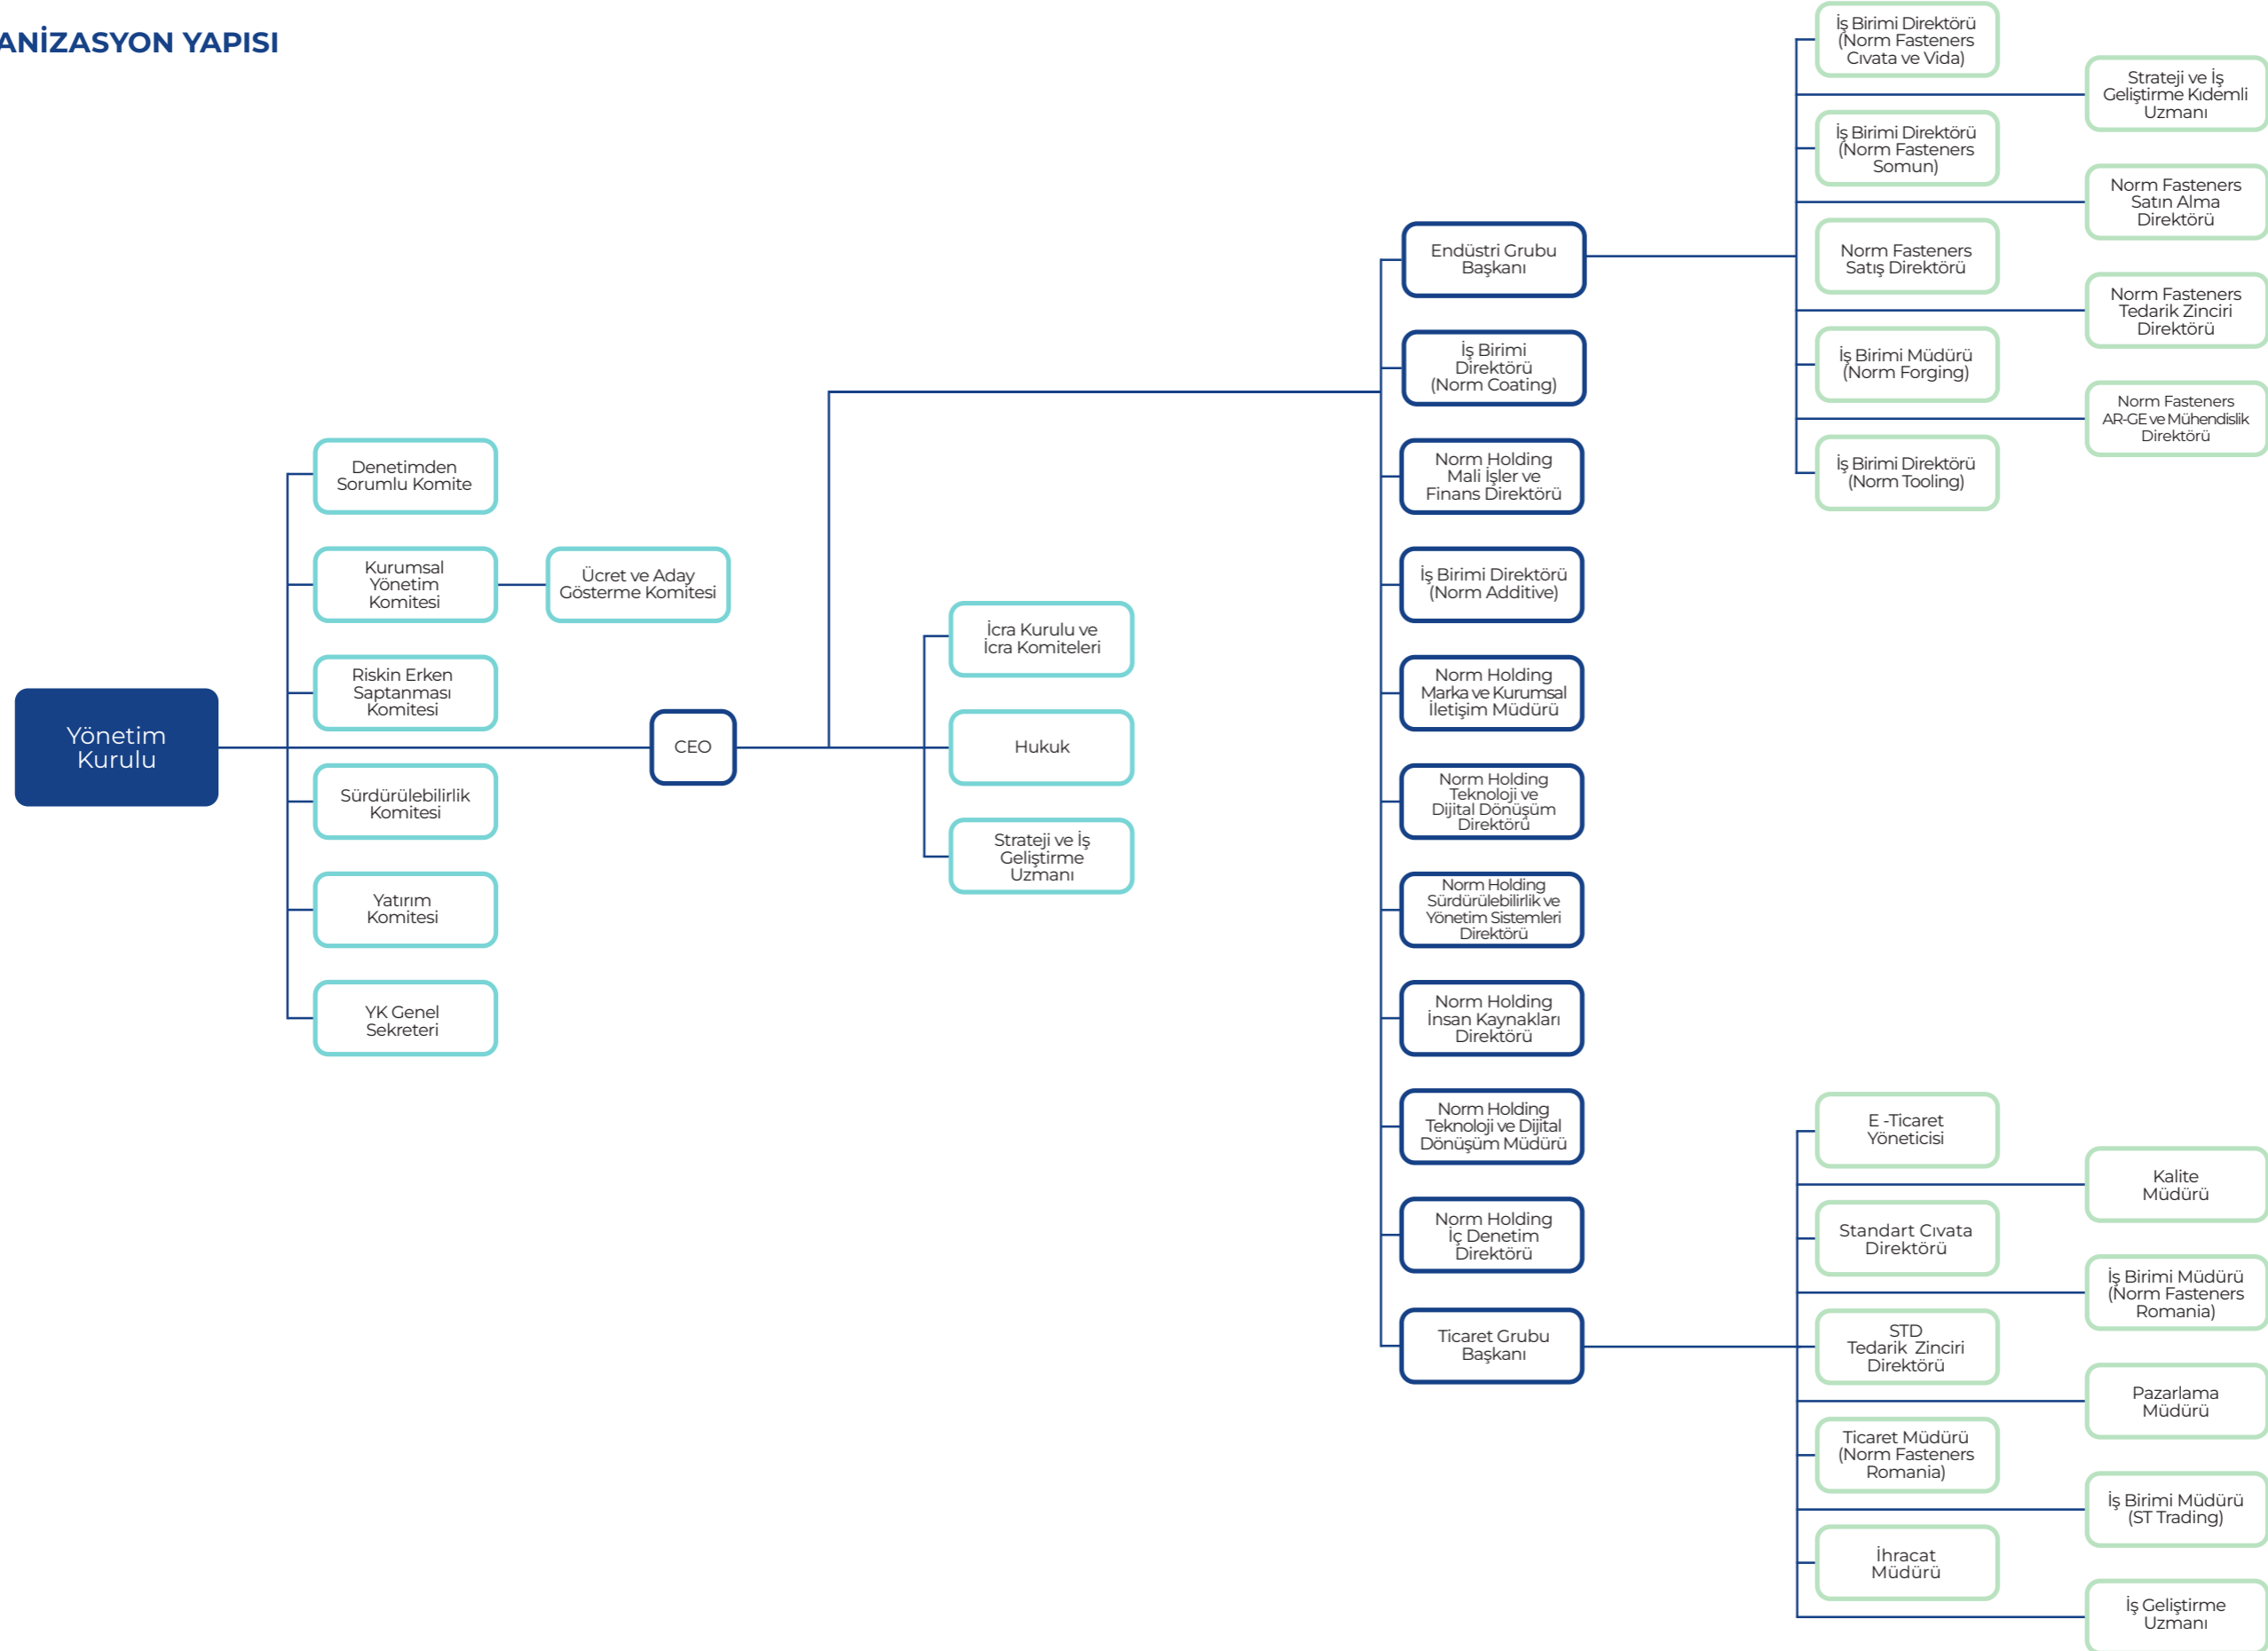 ANİZASYON YAPISI
Yönetim
Kurulu
Denetimden
Sorumlu Komite
Kurumsal
Yönetim
Komitesi
Ücret ve Aday
Gösterme Komitesi
Riskin Erken
Saptanması
Komitesi
Sürdürülebilirlik
Komitesi
Yatırım
Komitesi
YK Genel
Sekreteri
CEO
İcra Kurulu ve
İcra Komiteleri
Hukuk
Strateji ve İş
Geliştirme
Uzmanı
Endüstri Grubu
Başkanı
İş Birimi
Direktörü
(Norm Coating)
Norm Holding
Mali İşler ve
Finans Direktörü
İş Birimi Direktörü
(Norm Additive)
Norm Holding
Marka ve Kurumsal
İletişim Müdürü
Norm Holding
Teknoloji ve
Dijital Dönüşüm
Direktörü
Norm Holding
Sürdürülebilirlik ve
Yönetim Sistemleri
Direktörü
Norm Holding
İnsan Kaynakları
Direktörü
Norm Holding
Teknoloji ve Dijital
Dönüşüm Müdürü
Norm Holding
İç Denetim
Direktörü
Ticaret Grubu
Başkanı
İş Birimi Direktörü
(Norm Fasteners
Cıvata ve Vida)
Strateji ve İş
Geliştirme Kıdemli
Uzmanı
İş Birimi Direktörü
(Norm Fasteners
Somun)
Norm Fasteners
Satın Alma
Direktörü
Norm Fasteners
Satış Direktörü
Norm Fasteners
Tedarik Zinciri
Direktörü
İş Birimi Müdürü
(Norm Forging)
Norm Fasteners
AR-GE ve Mühendislik
Direktörü
İş Birimi Direktörü
(Norm Tooling)
E -Ticaret
Yöneticisi
Kalite
Müdürü
Standart Cıvata
Direktörü
İş Birimi Müdürü
(Norm Fasteners
Romania)
STD
Tedarik Zinciri
Direktörü
Pazarlama
Müdürü
Ticaret Müdürü
(Norm Fasteners
Romania)
İş Birimi Müdürü
(ST Trading)
İhracat
Müdürü
İş Geliştirme
Uzmanı